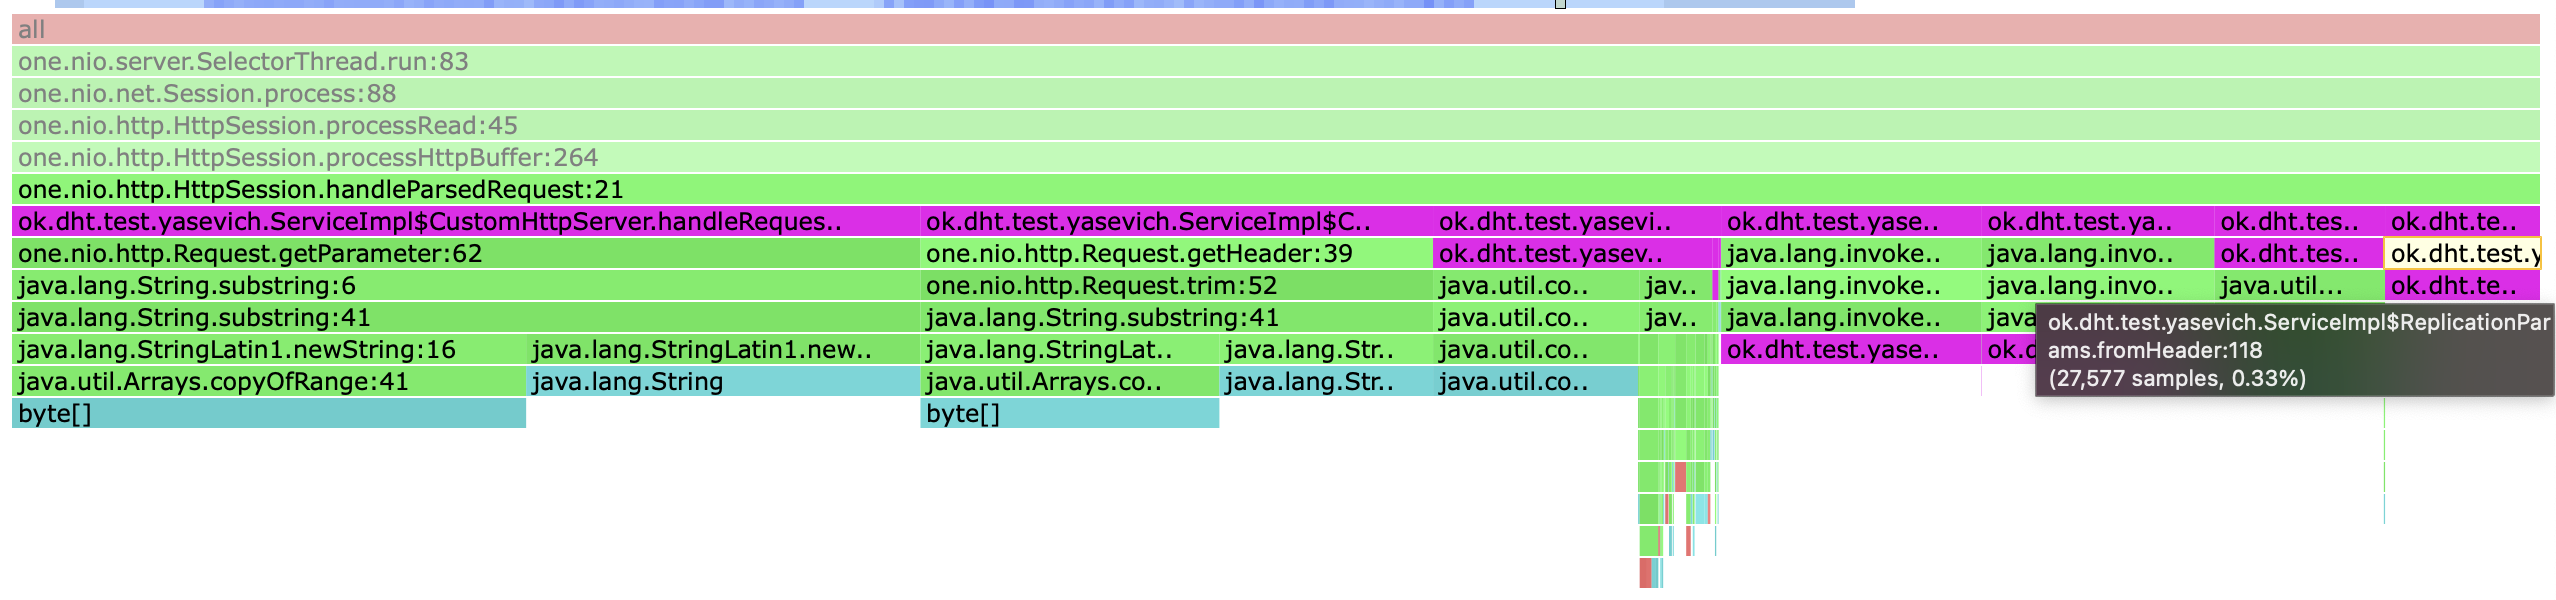 all
one.nio.server.SelectorThread.run:83
one.nio.net.Session.process:88
one.nio.http.HttpSession.processRead:45
one.nio.http.HttpSession.processHttpBuffer:264
one.nio.http.HttpSession.handleParsedRequest:21
ok.dht.test.yasevich.ServiceImpl$CustomHttpServer.handleReques.. ok.dht.test.yasevich.ServiceImpl$C.. ok.dht.test.yasevi.. ok.dht.test.yase.. ok.dht.test.ya.. ok.dht.tes.. ok.dht.te..
one.nio.http.Request.getParameter:62 one.nio.http.Request.getHeader:39 ok.dht.test.yasev.. java.lang.invoke.. java.lang.invo.. ok.dht.tes.. ok.dht.test.y
java.lang.String.substring:6 one.nio.http.Request.trim:52 java.util.co.. jav.. java.lang.invoke.. java.lang.invo.. java.util... ok.dht.te..
java.lang.String.substring:41 java.lang.String.substring:41 java.util.co.. jav.. java.lang.invoke.. java
java.lang.StringLatin1.newString:16 java.lang.StringLatin1.new.. java.lang.StringLat.. java.lang.Str.. java.util.co.. ok.dht.test.yase.. ok.d
java.util.Arrays.copyOfRange:41 java.lang.String java.util.Arrays.co.. java.lang.Str.. java.util.co..
byte[] byte[]
ok.dht.test.yasevich.ServiceImpl$ReplicationPar
ams.fromHeader:118
(27,577 samples, 0.33%)